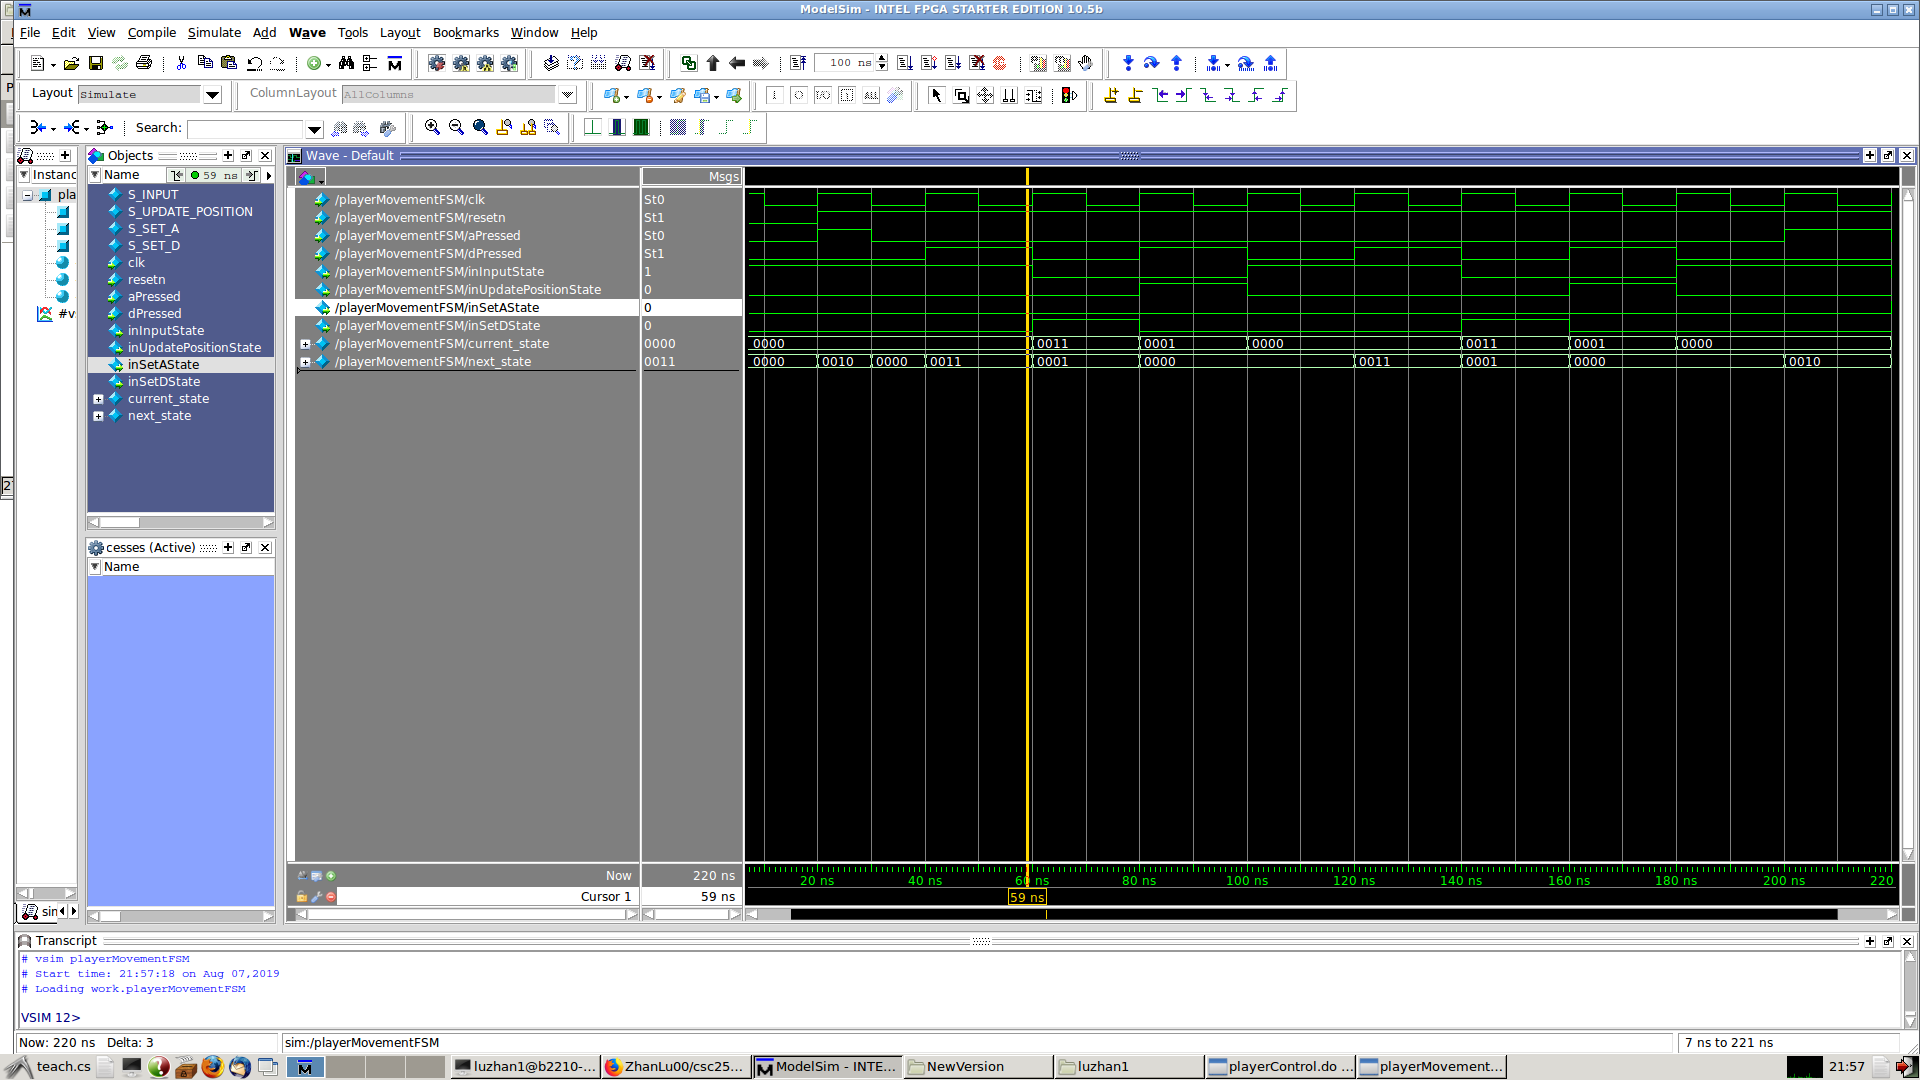 ModelSim - INTEL FPGA STARTER EDITION 10.5b
File Edit View Compile Simulate Add Wave Tools Layout Bookmarks Window Help
100 ns
Layout Simulate ColumnLayout AllColumns
Search:
Instanc
pla
#v
sim
Objects
Name 59 ns
S_INPUT
S_UPDATE_POSITION
S_SET_A
S_SET_D
clk
resetn
aPressed
dPressed
inInputState
inUpdatePositionState
inSetAState
inSetDState
current_state
next_state
cesses (Active)
Name
Wave - Default
Msgs
/playerMovementFSM/clk St0
/playerMovementFSM/resetn St1
/playerMovementFSM/aPressed St0
/playerMovementFSM/dPressed St1
/playerMovementFSM/inInputState 1
/playerMovementFSM/inUpdatePositionState 0
/playerMovementFSM/inSetAState 0
/playerMovementFSM/inSetDState 0
/playerMovementFSM/current_state 0000 0000 0011 0001 0000 0011 0001 0000
/playerMovementFSM/next_state 0011 0000 0010 0000 0011 0001 0000 0011 0001 0000 0010
Now 220 ns 20 ns 40 ns 60 ns 80 ns 100 ns 120 ns 140 ns 160 ns 180 ns 200 ns 220
Cursor 1 59 ns 59 ns
Transcript
# vsim playerMovementFSM
# Start time: 21:57:18 on Aug 07,2019
# Loading work.playerMovementFSM
VSIM 12>
Now: 220 ns Delta: 3 sim:/playerMovementFSM 7 ns to 221 ns
teach.cs luzhan1@b2210-... ZhanLu00/csc25... ModelSim - INTE... NewVersion luzhan1 playerControl.do ... playerMovement... 21:57